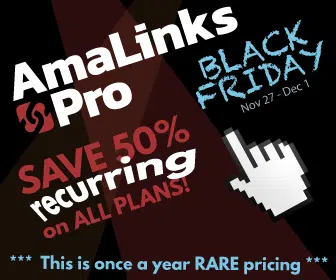 AmaLinks
Pro
BLACK
FRIDAY
Nov 27 - Dec 1
SAVE 50%
recurring
on ALL PLANS!
*** This is once a year RARE pricing ***